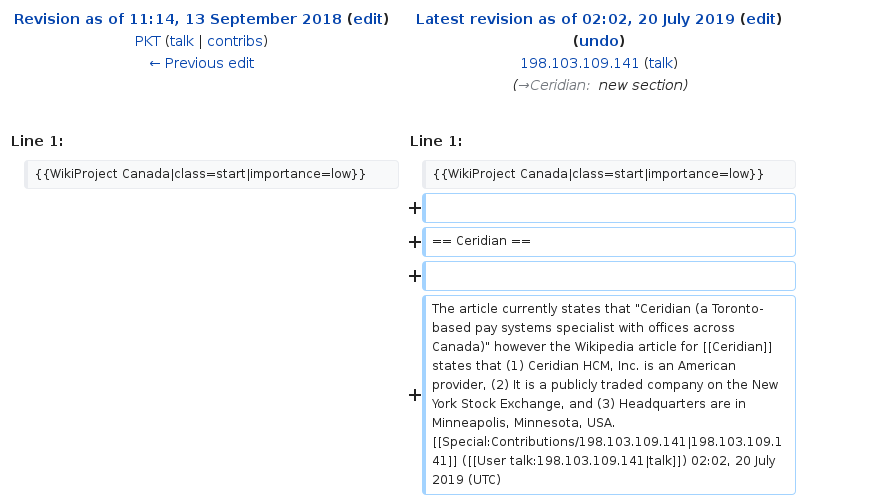 Revision as of 11:14, 13 September 2018 (edit)
PKT (talk | contribs)
← Previous edit
Latest revision as of 02:02, 20 July 2019 (edit)
(undo)
198.103.109.141 (talk)
(→Ceridian: new section)
Line 1:
Line 1:
{{WikiProject Canada|class=start|importance=low}}
{{WikiProject Canada|class=start|importance=low}}
+
+ == Ceridian ==
+
The article currently states that "Ceridian (a Toronto-
based pay systems specialist with offices across
Canada)" however the Wikipedia article for [[Ceridian]]
states that (1) Ceridian HCM, Inc. is an American
provider, (2) It is a publicly traded company on the New
+ York Stock Exchange, and (3) Headquarters are in
Minneapolis, Minnesota, USA.
[[Special:Contributions/198.103.109.141|198.103.109.1
41]] ([[User talk:198.103.109.141|talk]]) 02:02, 20 July
2019 (UTC)